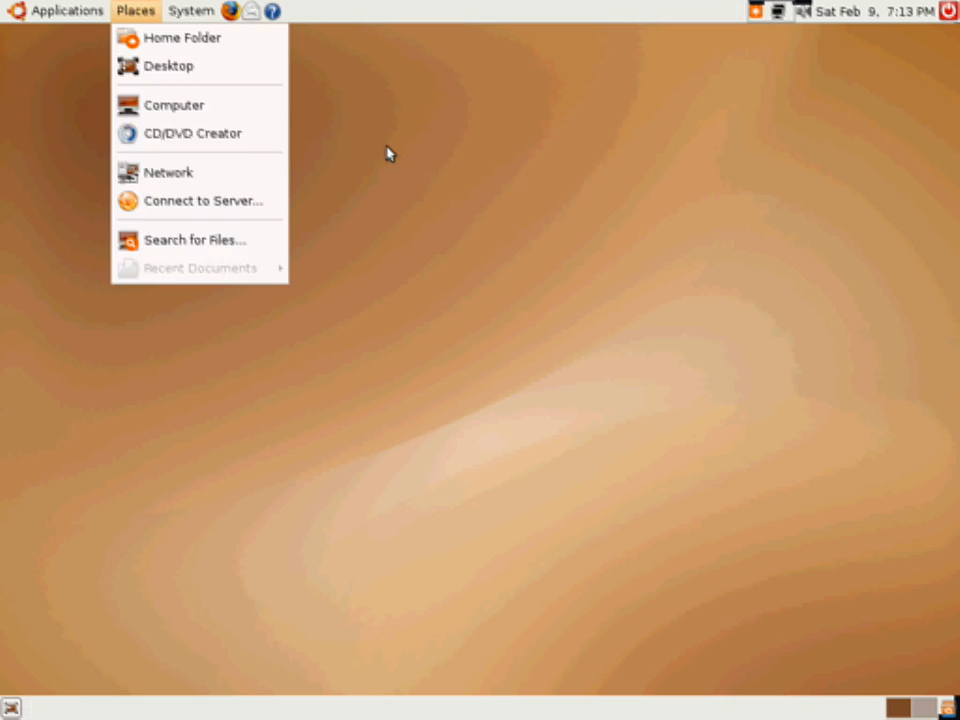 Applications Places System Sat Feb 9, 7:13 PM
Home Folder
Desktop
Computer
CD/DVD Creator
Network
Connect to Server...
Search for Files...
Recent Documents